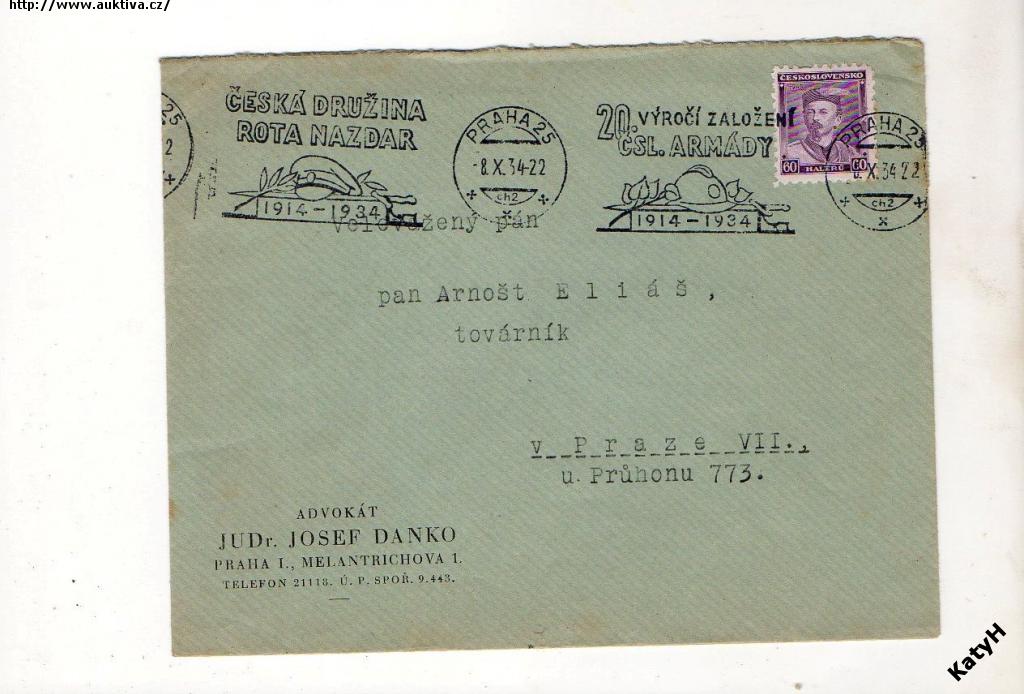 http://www.auktiva.cz/
ČESKÁ DRUŽINA
ROTA NAZDAR
1914-1934
PRAHA 25
-8.X.34-22
ch2
20. VÝROČÍ ZALOŽENÍ
ČSL. ARMÁDY
1914-1934
ČESKOSLOVENSKO
60 60
HALÉŘŮ
PRAHA 25
8.X.34-22
ch2
Velevážený pán
pan Arnošt Eliáš,
továrník
v Praze VII.,
u Průhonu 773.
ADVOKÁT
JUDr. JOSEF DANKO
PRAHA I., MELANTRICHOVA 1.
TELEFON 21118. Ú. P. SPOŘ. 9.443.
KatyH